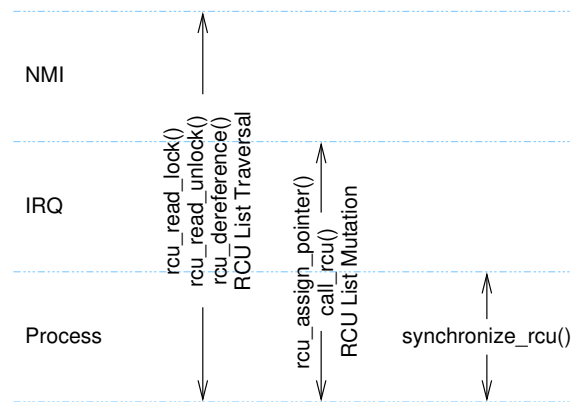 NMI
rcu_read_lock()
rcu_read_unlock()
rcu_dereference()
RCU List Traversal
IRQ
rcu_assign_pointer()
call_rcu()
RCU List Mutation
Process
synchronize_rcu()